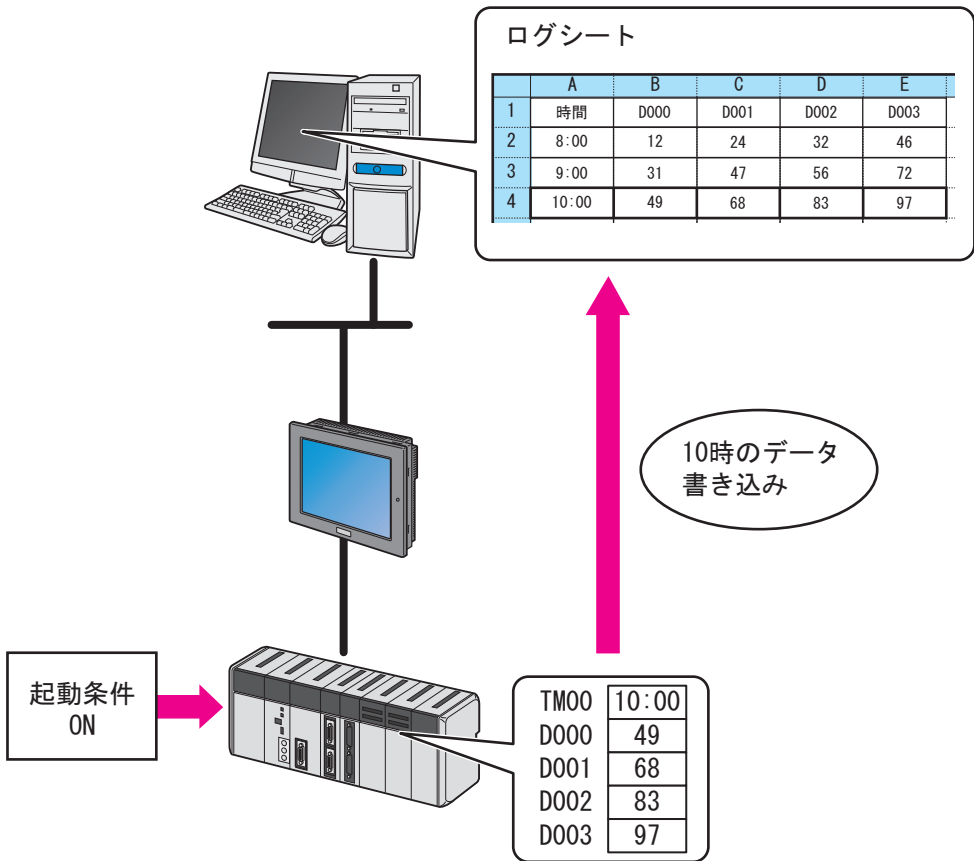 ログシート
A B C D E
1 時間 D000 D001 D002 D003
2 8:00 12 24 32 46
3 9:00 31 47 56 72
4 10:00 49 68 83 97
10時のデータ
書き込み
起動条件
ON
TM00 10:00
D000 49
D001 68
D002 83
D003 97